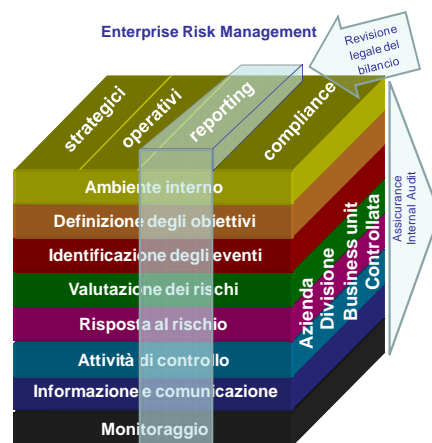 Enterprise Risk Management
Revisione
legale del
bilancio
strategici
operativi
reporting
compliance
Ambiente interno
Definizione degli obiettivi
Identificazione degli eventi
Valutazione dei rischi
Risposta al rischio
Attività di controllo
Informazione e comunicazione
Monitoraggio
Azienda
Divisione
Business unit
Controllata
Assicurance
Internal Audit